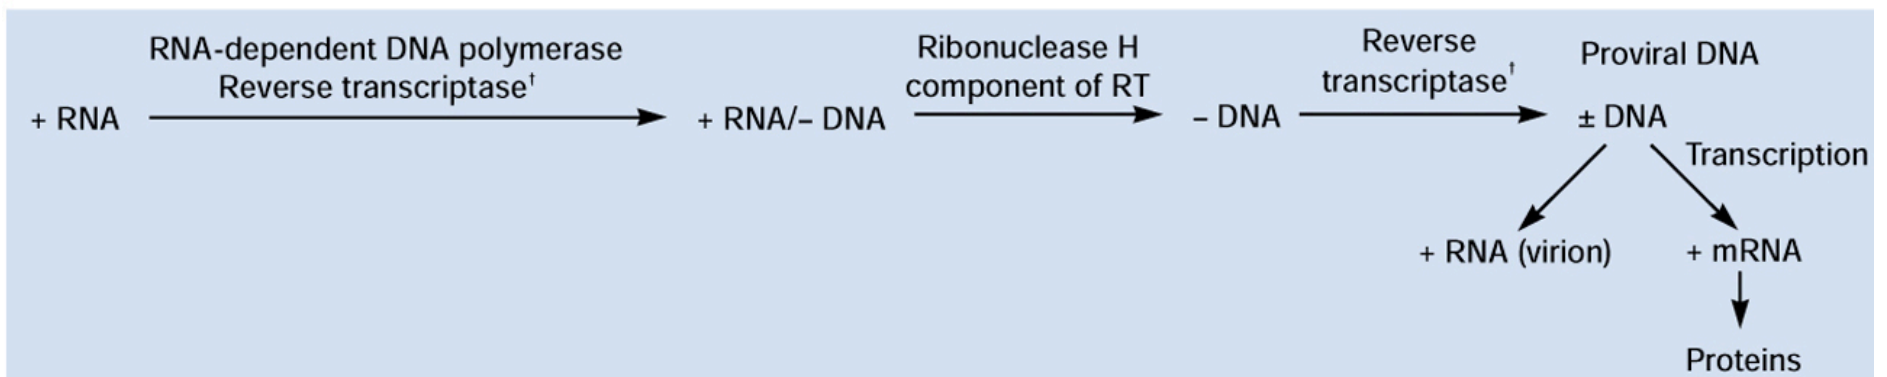 RNA-dependent DNA polymerase
Reverse transcriptase†
Ribonuclease H
component of RT
Reverse
transcriptase†
Proviral DNA
+ RNA
+ RNA/– DNA
– DNA
± DNA
Transcription
+ RNA (virion)
+ mRNA
Proteins